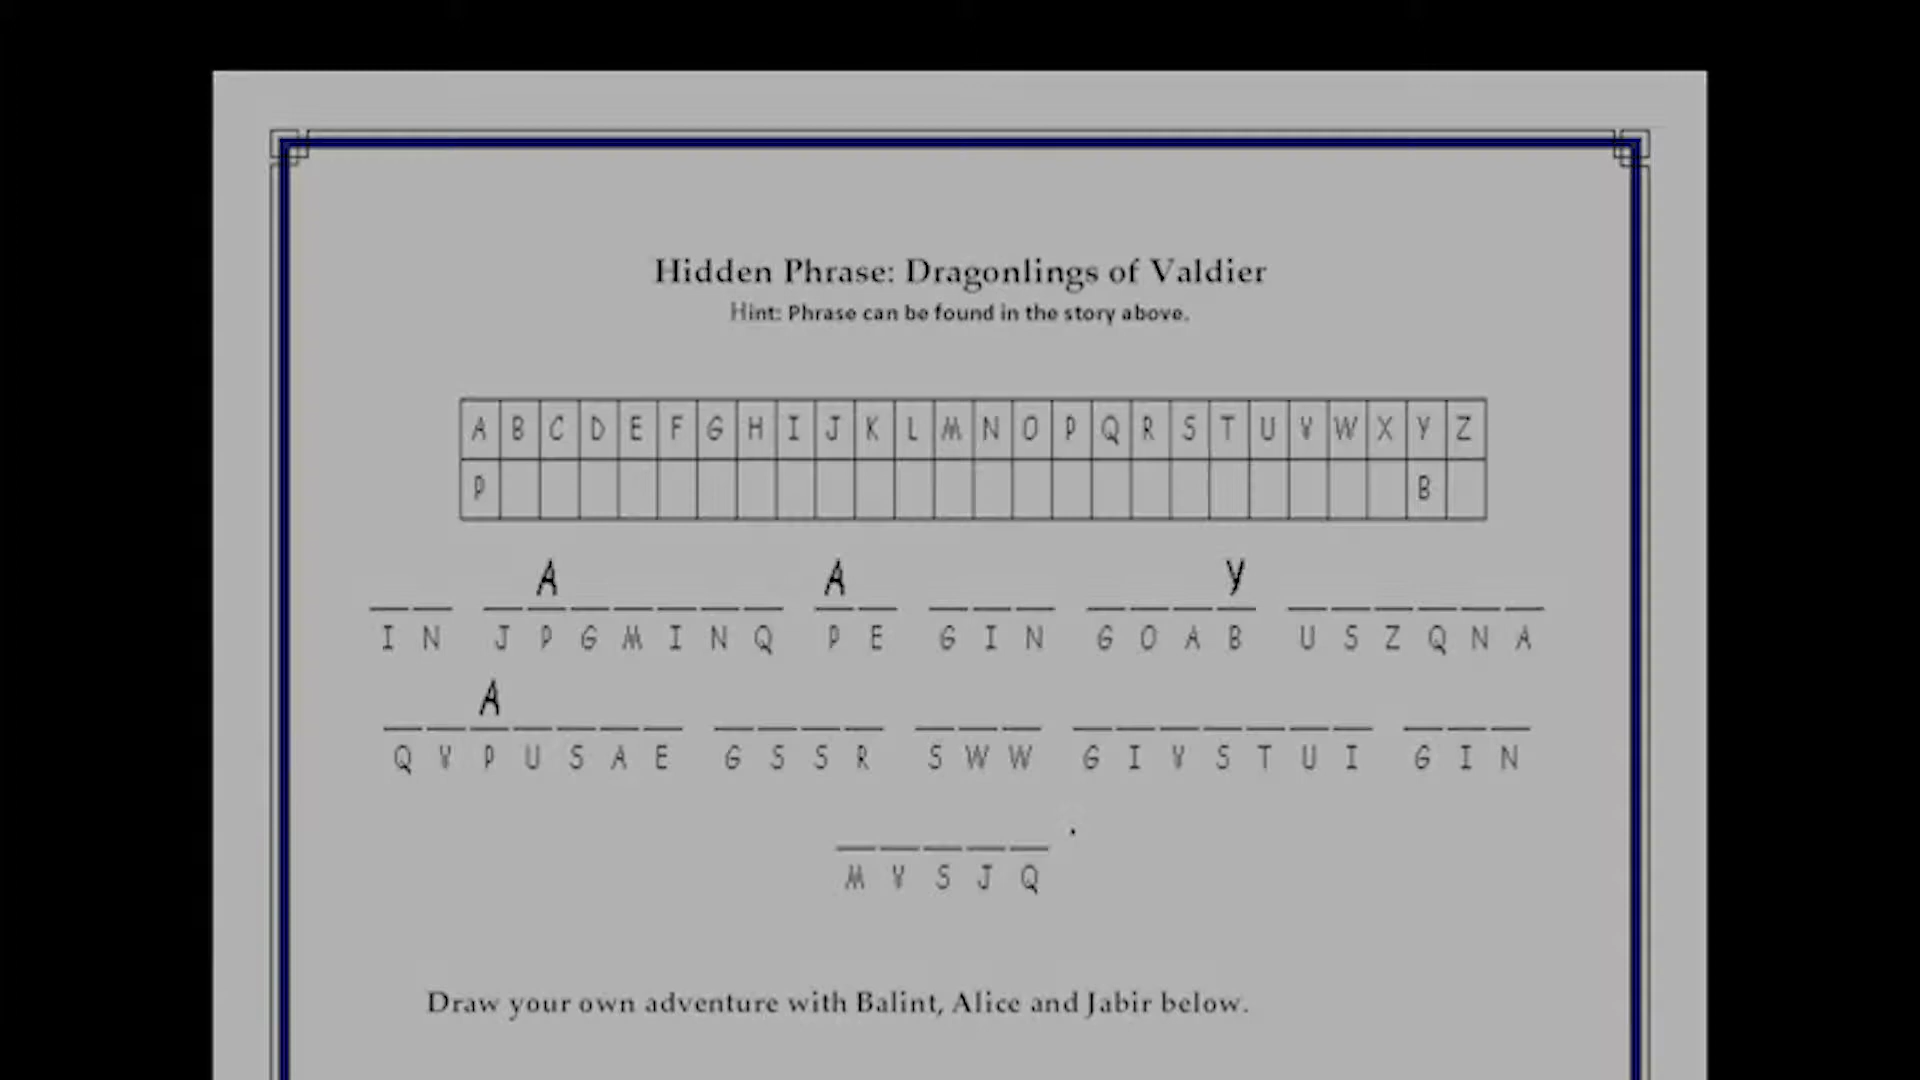 Hidden Phrase: Dragonlings of Valdier
Hint: Phrase can be found in the story above.
A B C D E F G H I J K L M N O P Q R S T U V W X Y Z
P B
A A Y
I N J P G M I N Q P E G I N G O A B U S Z Q N A
A
Q V P U S A E G S S R S W W G I V S T U I G I N
.
M V S J Q
Draw your own adventure with Balint, Alice and Jabir below.